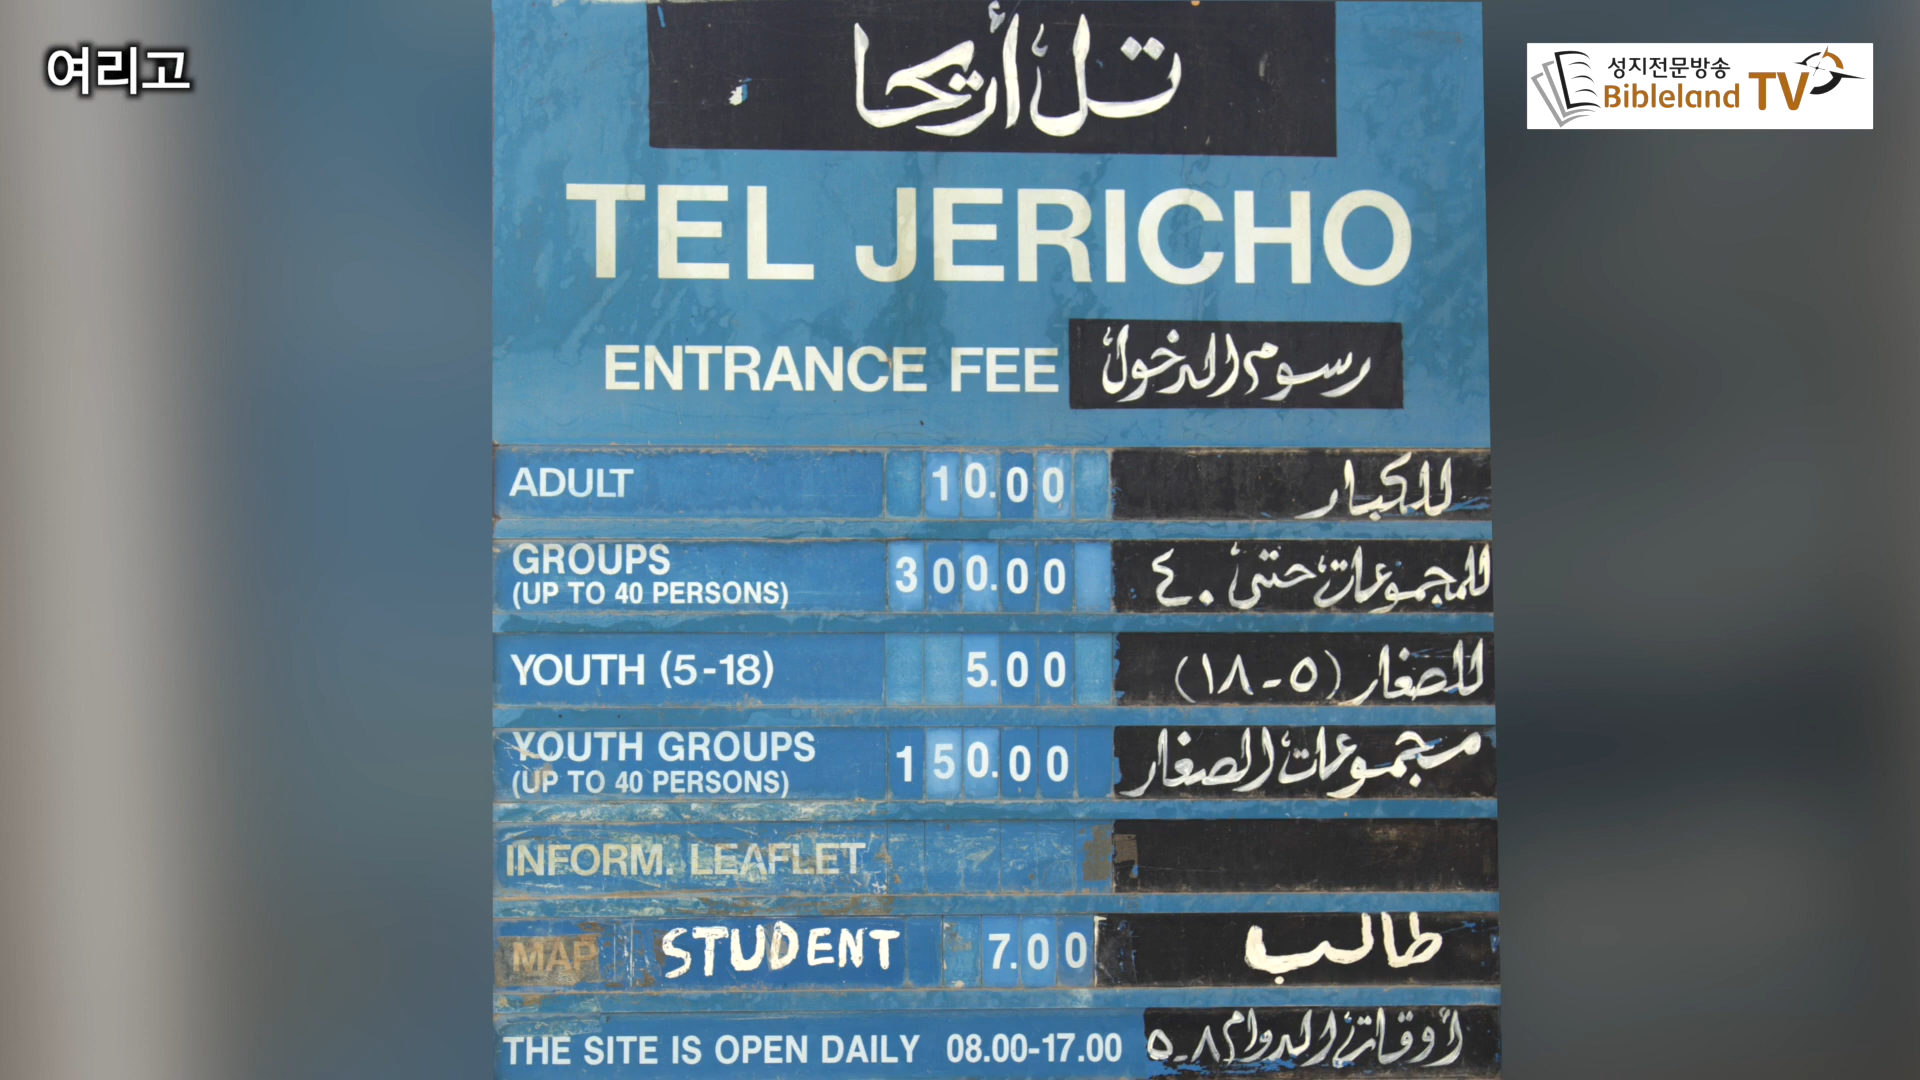 여리고
성지전문방송
Bibleland TV
تل أريحا
TEL JERICHO
ENTRANCE FEE رسوم الدخول
ADULT 10.00 للكبار
GROUPS (UP TO 40 PERSONS) 300.00 للمجموعات حتى ٤٠
YOUTH (5-18) 5.00 للصغار (٥-١٨)
YOUTH GROUPS (UP TO 40 PERSONS) 150.00 مجموعات الصغار
INFORM. LEAFLET
MAP STUDENT 7.00 طالب
THE SITE IS OPEN DAILY 08.00-17.00 أوقات الدوام ٨-٥